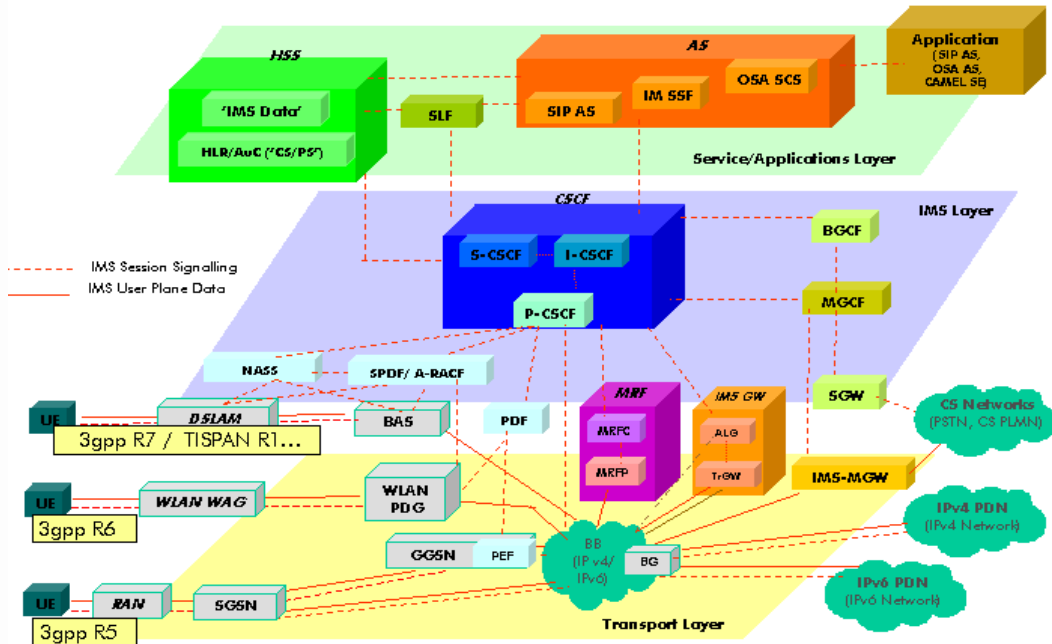 HSS
AS
Application
(SIP AS,
OSA AS,
CAMEL SE)
OSA SCS
'IMS Data'
IM SSF
SLF
SIP AS
HLR/AuC ('CS/PS')
Service/Applications Layer
CSCF
IMS Layer
BGCF
S-CSCF
I-CSCF
IMS Session Signalling
IMS User Plane Data
MGCF
P-CSCF
NASS
SPDF/ A-RACF
MRF
IMS GW
SGW
CS Networks
(PSTN, CS PLMN)
UE
DSLAM
BAS
PDF
MRFC
ALG
3gpp R7 / TISPAN R1...
MRFP
TrGW
IMS-MGW
UE
WLAN WAG
WLAN
PDG
3gpp R6
IPv4 PDN
(IPv4 Network)
BB
(IP v4/
IPv6)
GGSN
PEF
BG
IPv6 PDN
(IPv6 Network)
UE
RAN
SGSN
3gpp R5
Transport Layer